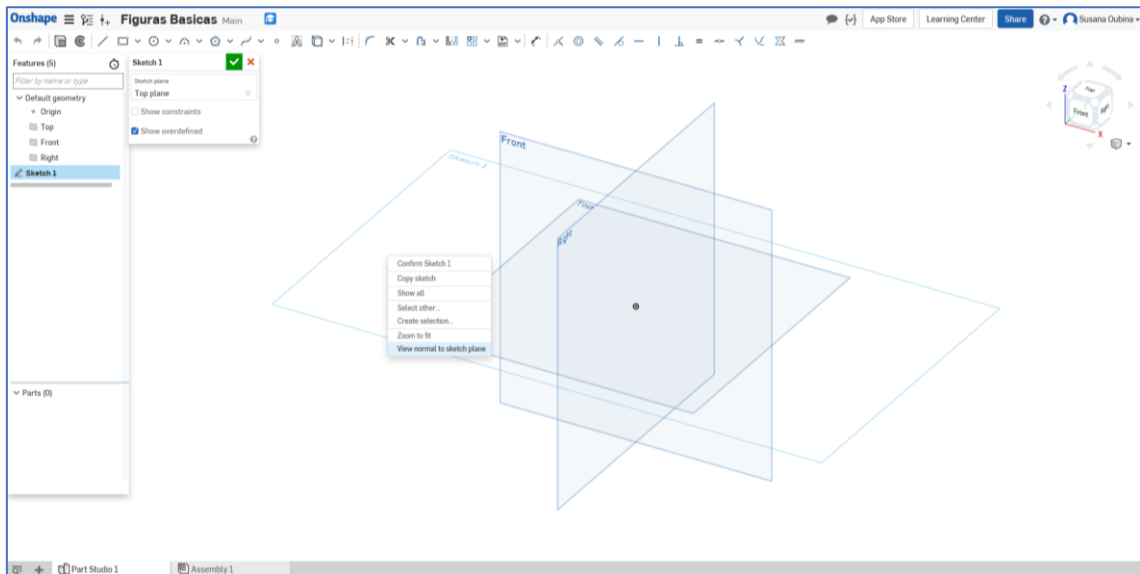 Onshape Figuras Basicas Main App Store Learning Center Share Susana Oubina
Features (5)
Filter by name or type
Default geometry
Origin
Top
Front
Right
Sketch 1
Sketch 1
Sketch plane
Top plane
Show constraints
Show overdefined
Sketch 1
Front
Top
Right
Confirm Sketch 1
Copy sketch
Show all
Select other...
Create selection...
Zoom to fit
View normal to sketch plane
Z
Front
X
Parts (0)
Part Studio 1 Assembly 1